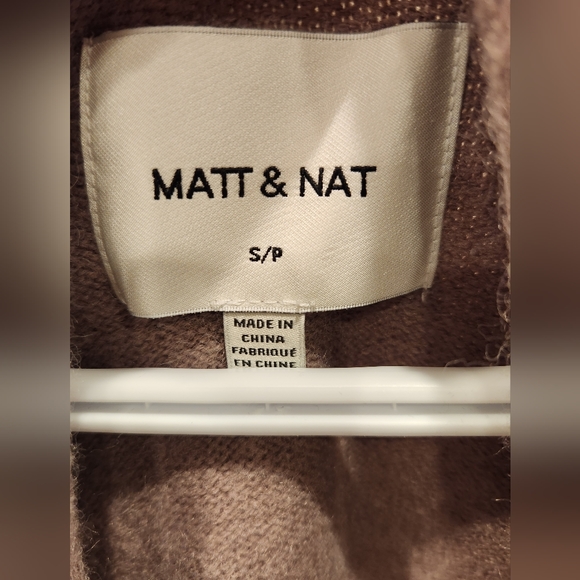 MATT & NAT
S/P
MADE IN
CHINA
FABRIQUÉ
EN CHINE